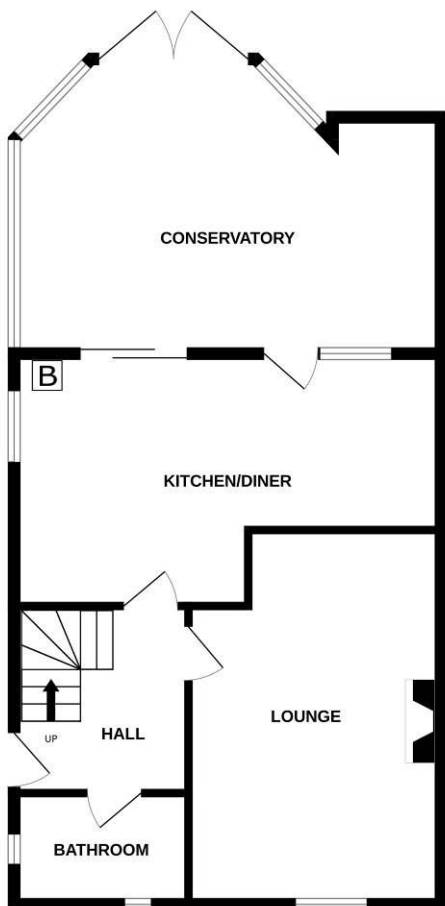 CONSERVATORY
B
KITCHEN/DINER
LOUNGE
UP
HALL
BATHROOM